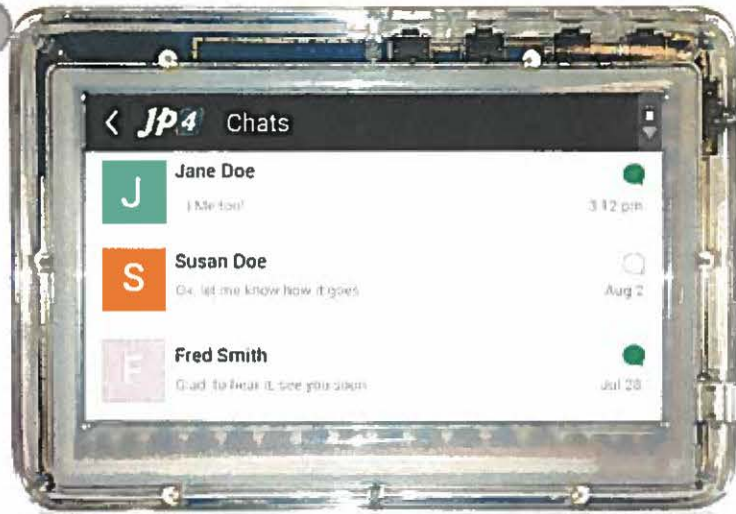 JP4 Chats
J
Jane Doe
Me too!
3:12 pm
S
Susan Doe
Ok, let me know how it goes
Aug 2
F
Fred Smith
Glad to hear it, see you soon
Jul 28